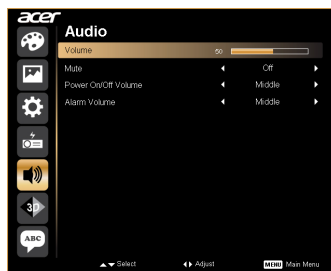 acer
Audio
Volume 50
Mute Off
Power On/Off Volume Middle
Alarm Volume Middle
3D
ABC
Select Adjust MENU Main Menu